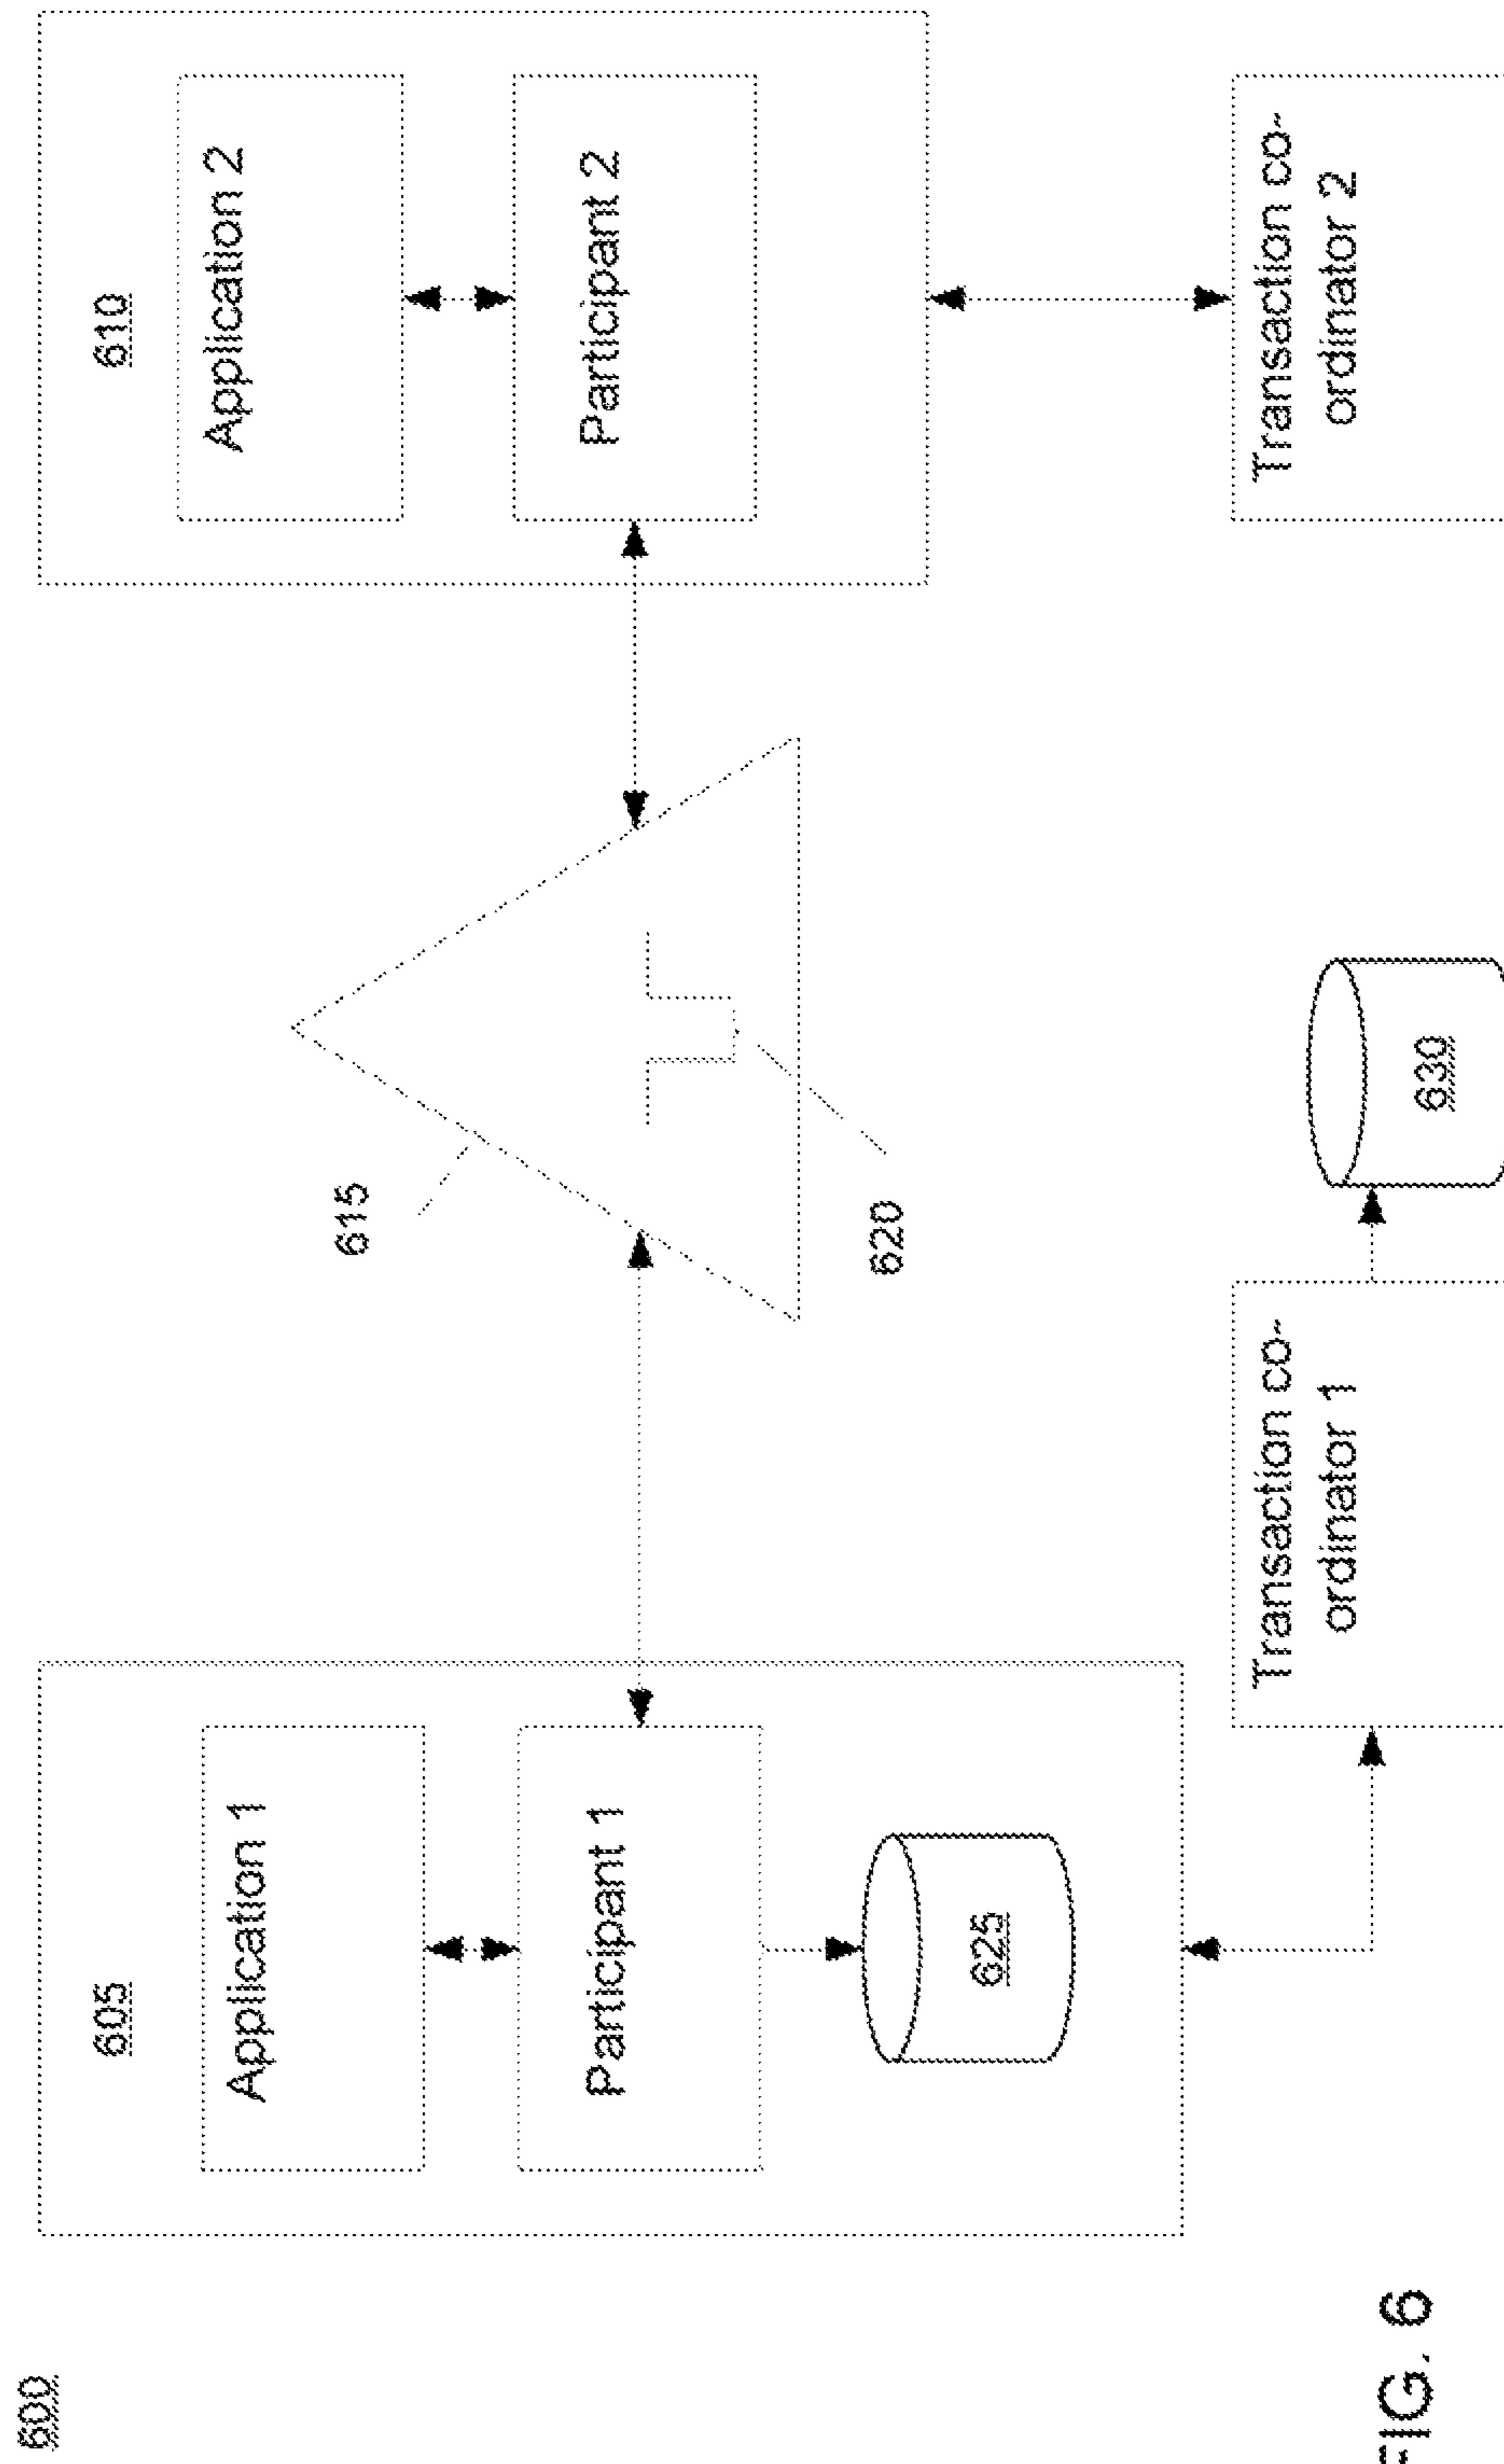 600
605
Application 1
Participant 1
625
615
620
610
Application 2
Participant 2
Transaction co-
ordinator 1
630
Transaction co-
ordinator 2
FIG. 6